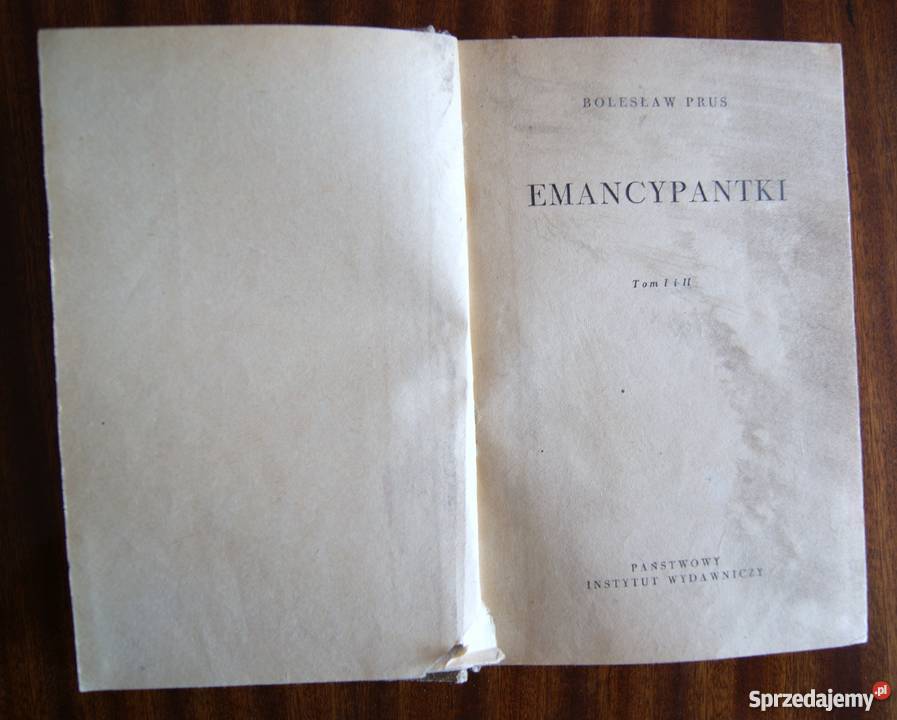 BOLESŁAW PRUS
EMANCYPANTKI
Tom I i II
PAŃSTWOWY
INSTYTUT WYDAWNICZY
Sprzedajemy.pl